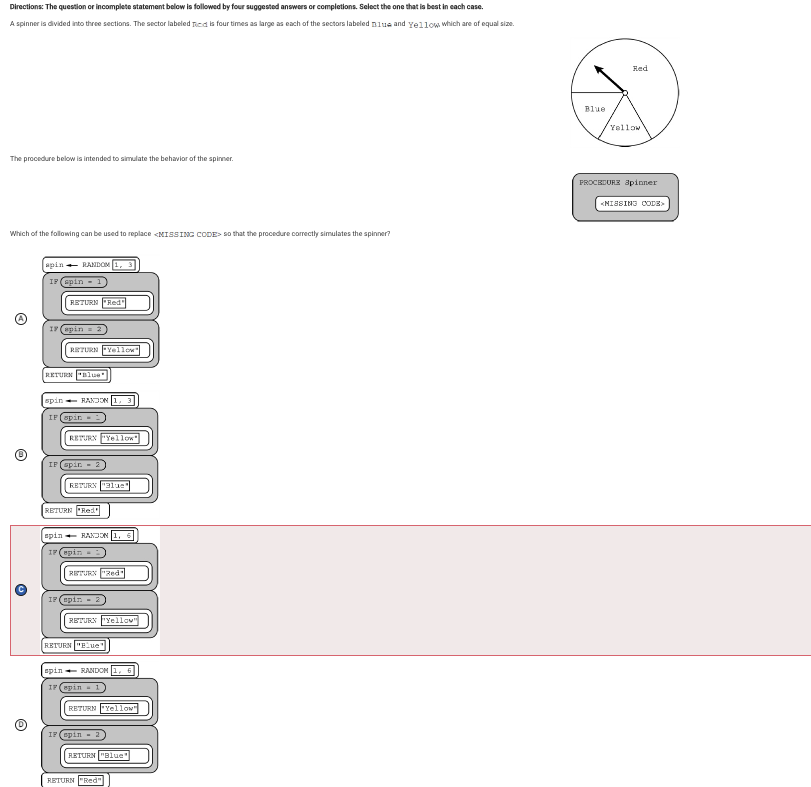 Directions: The question or incomplete statement below is followed by four suggested answers or completions. Select the one that is best in each case.
A spinner is divided into three sections. The sector labeled Red is four times as large as each of the sectors labeled Blue and Yellow, which are of equal size.
Red
Blue
Yellow
The procedure below is intended to simulate the behavior of the spinner.
PROCEDURE Spinner
<MISSING CODE>
Which of the following can be used to replace <MISSING CODE> so that the procedure correctly simulates the spinner?
A
spin ← RANDOM 1, 3
IF spin = 1
RETURN "Red"
IF spin = 2
RETURN "Yellow"
RETURN "Blue"
B
spin ← RANDOM 1, 3
IF spin = 1
RETURN "Yellow"
IF spin = 2
RETURN "Blue"
RETURN "Red"
C
spin ← RANDOM 1, 6
IF spin = 1
RETURN "Red"
IF spin = 2
RETURN "Yellow"
RETURN "Blue"
D
spin ← RANDOM 1, 6
IF spin = 1
RETURN "Yellow"
IF spin = 2
RETURN "Blue"
RETURN "Red"